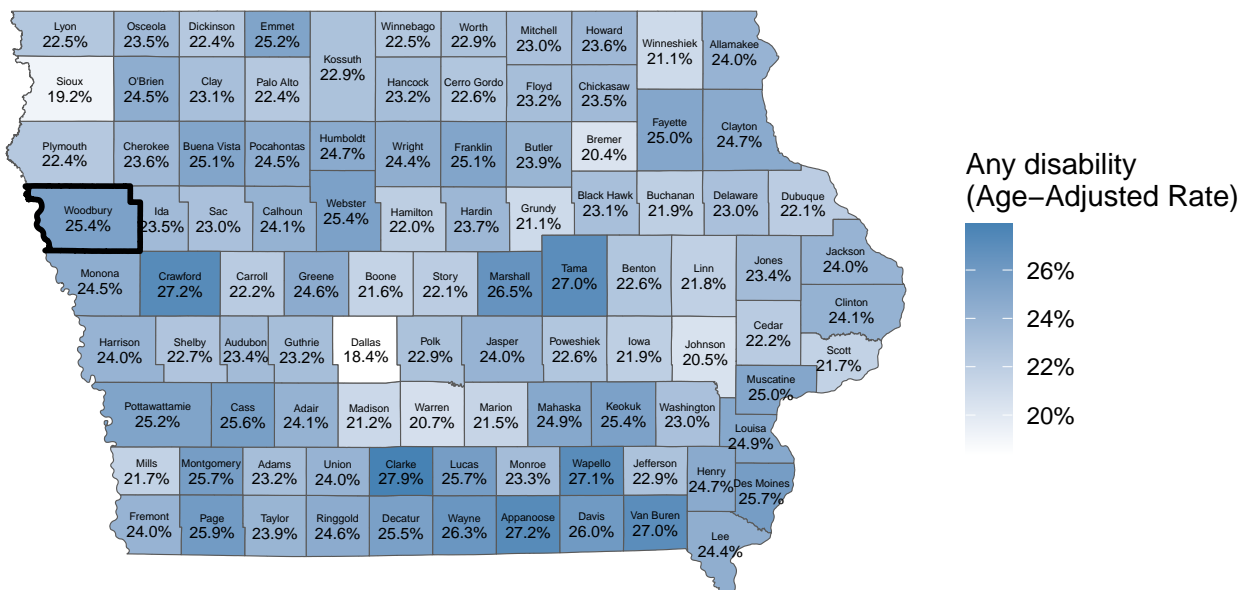 Lyon
22.5%
Osceola
23.5%
Dickinson
22.4%
Emmet
25.2%
Kossuth
22.9%
Winnebago
22.5%
Worth
22.9%
Mitchell
23.0%
Howard
23.6%
Winneshiek
21.1%
Allamakee
24.0%
Sioux
19.2%
O'Brien
24.5%
Clay
23.1%
Palo Alto
22.4%
Hancock
23.2%
Cerro Gordo
22.6%
Floyd
23.2%
Chickasaw
23.5%
Plymouth
22.4%
Cherokee
23.6%
Buena Vista
25.1%
Pocahontas
24.5%
Humboldt
24.7%
Wright
24.4%
Franklin
25.1%
Butler
23.9%
Bremer
20.4%
Fayette
25.0%
Clayton
24.7%
Woodbury
25.4%
Ida
23.5%
Sac
23.0%
Calhoun
24.1%
Webster
25.4%
Hamilton
22.0%
Hardin
23.7%
Grundy
21.1%
Black Hawk
23.1%
Buchanan
21.9%
Delaware
23.0%
Dubuque
22.1%
Monona
24.5%
Crawford
27.2%
Carroll
22.2%
Greene
24.6%
Boone
21.6%
Story
22.1%
Marshall
26.5%
Tama
27.0%
Benton
22.6%
Linn
21.8%
Jones
23.4%
Jackson
24.0%
Clinton
24.1%
Harrison
24.0%
Shelby
22.7%
Audubon
23.4%
Guthrie
23.2%
Dallas
18.4%
Polk
22.9%
Jasper
24.0%
Poweshiek
22.6%
Iowa
21.9%
Johnson
20.5%
Cedar
22.2%
Scott
21.7%
Muscatine
25.0%
Pottawattamie
25.2%
Cass
25.6%
Adair
24.1%
Madison
21.2%
Warren
20.7%
Marion
21.5%
Mahaska
24.9%
Keokuk
25.4%
Washington
23.0%
Louisa
24.9%
Mills
21.7%
Montgomery
25.7%
Adams
23.2%
Union
24.0%
Clarke
27.9%
Lucas
25.7%
Monroe
23.3%
Wapello
27.1%
Jefferson
22.9%
Henry
24.7%
Des Moines
25.7%
Fremont
24.0%
Page
25.9%
Taylor
23.9%
Ringgold
24.6%
Decatur
25.5%
Wayne
26.3%
Appanoose
27.2%
Davis
26.0%
Van Buren
27.0%
Lee
24.4%
Any disability
(Age−Adjusted Rate)
26%
24%
22%
20%